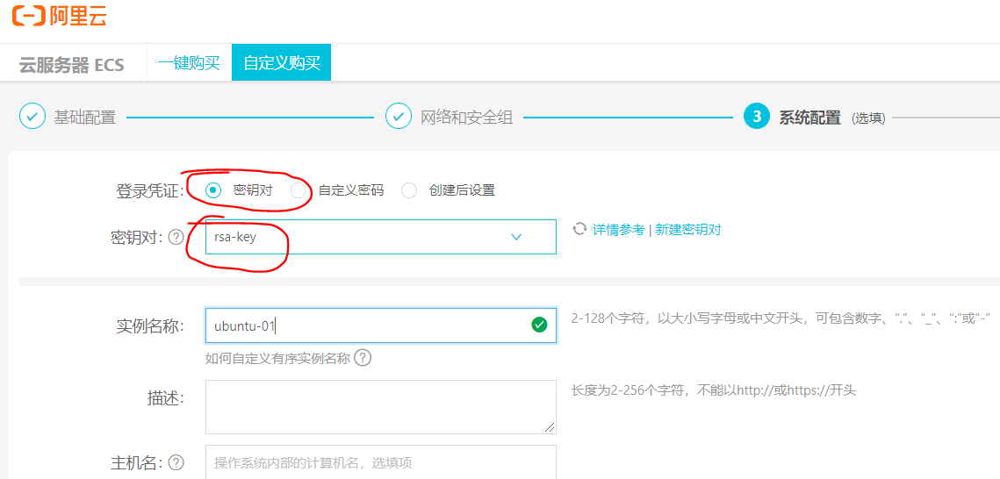 阿里云
云服务器 ECS 一键购买 自定义购买
基础配置 网络和安全组 3 系统配置 (选填)
登录凭证: 密钥对 自定义密码 创建后设置
密钥对: ? rsa-key 详情参考 | 新建密钥对
实例名称: ubuntu-01 2-128个字符，以大小写字母或中文开头，可包含数字、“.”、“_”、“:”或“-”
如何自定义有序实例名称 ?
描述: 长度为2-256个字符，不能以http://或https://开头
主机名: ? 操作系统内部的计算机名，选填项